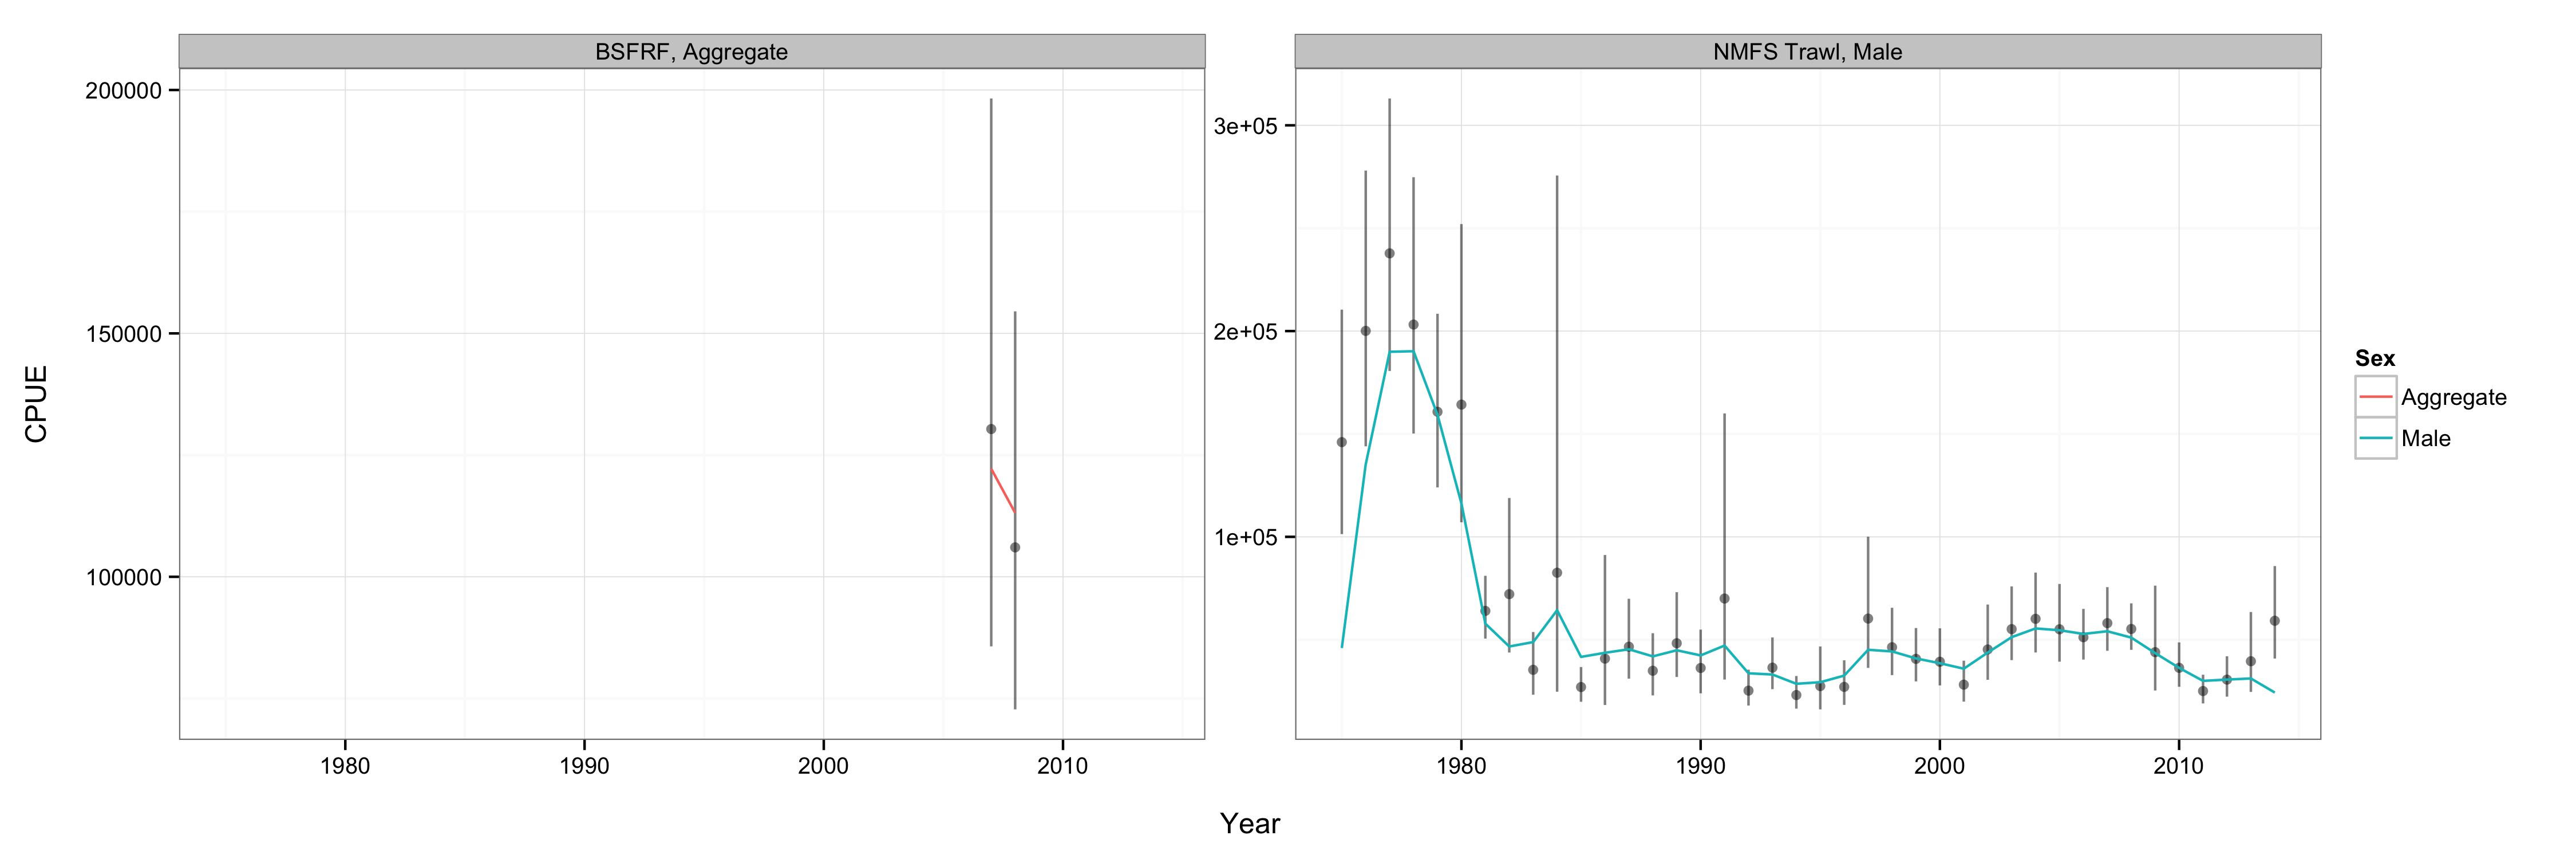 BSFRF, Aggregate
NMFS Trawl, Male
CPUE
200000
150000
100000
3e+05
2e+05
1e+05
1980
1990
2000
2010
1980
1990
2000
2010
Year
Sex
Aggregate
Male